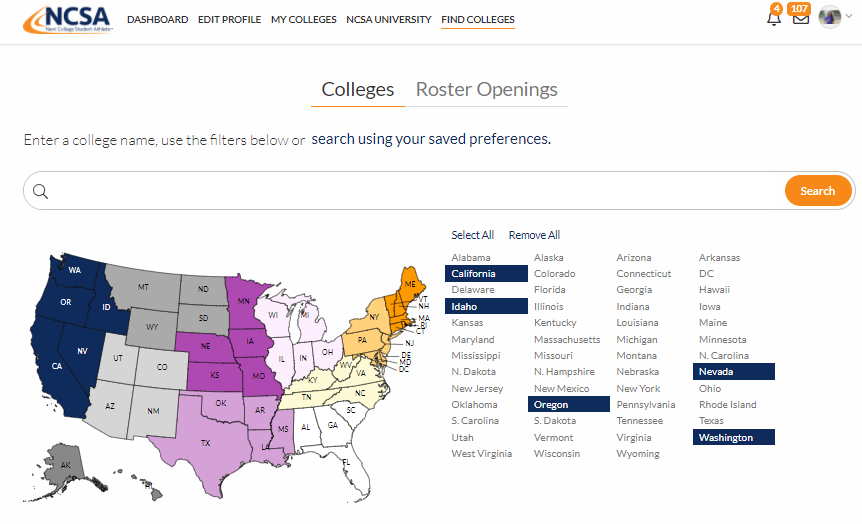 NCSA
Next College Student Athlete
DASHBOARD EDIT PROFILE MY COLLEGES NCSA UNIVERSITY FIND COLLEGES
4 107
Colleges Roster Openings
Enter a college name, use the filters below or search using your saved preferences.
Search
Select All Remove All
Alabama Alaska Arizona Arkansas
California Colorado Connecticut DC
Delaware Florida Georgia Hawaii
Idaho Illinois Indiana Iowa
Kansas Kentucky Louisiana Maine
Maryland Massachusetts Michigan Minnesota
Mississippi Missouri Montana N. Carolina
N. Dakota N. Hampshire Nebraska Nevada
New Jersey New Mexico New York Ohio
Oklahoma Oregon Pennsylvania Rhode Island
S. Carolina S. Dakota Tennessee Texas
Utah Vermont Virginia Washington
West Virginia Wisconsin Wyoming
WA
MT
ND
MN
ME
VT
NH
OR
ID
SD
WI
MI
NY
MA
RI
CT
WY
NE
IA
PA
NJ
NV
UT
CO
IL
IN
OH
DE
MD
DC
CA
KS
MO
KY
WV
VA
AZ
NM
OK
AR
TN
NC
SC
TX
LA
MS
AL
GA
AK
FL